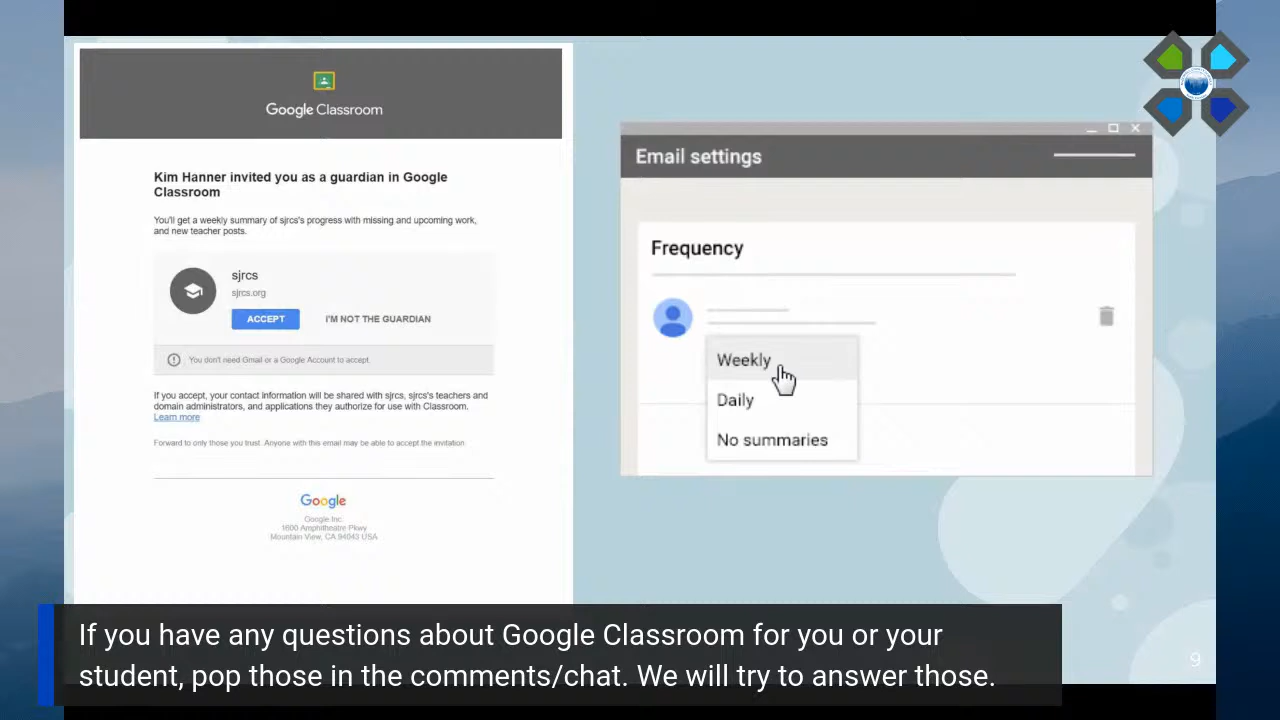 Google Classroom
Kim Hanner invited you as a guardian in Google
Classroom
You'll get a weekly summary of sjrcs's progress with missing and upcoming work,
and new teacher posts.
sjrcs
sjrcs.org
ACCEPT
I'M NOT THE GUARDIAN
You don't need Gmail or a Google Account to accept.
If you accept, your contact information will be shared with sjrcs, sjrcs's teachers and
domain administrators, and applications they authorize for use with Classroom.
Learn more
Forward to only those you trust. Anyone with this email may be able to accept the invitation.
Google
Google Inc.
1600 Amphitheatre Pkwy
Mountain View, CA 94043 USA
Email settings
Frequency
Weekly
Daily
No summaries
9
If you have any questions about Google Classroom for you or your
student, pop those in the comments/chat. We will try to answer those.